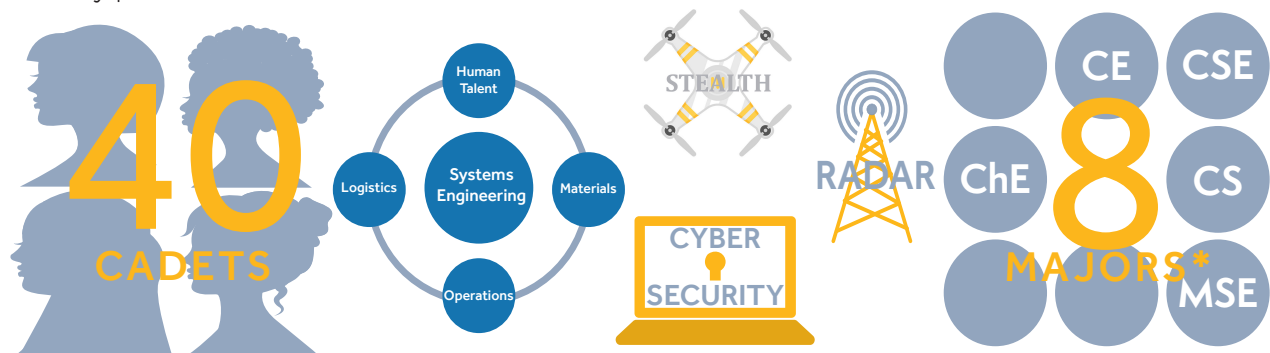 40
CADETS
Human
Talent
Logistics
Systems
Engineering
Materials
Operations
STEALTH
CYBER
SECURITY
RADAR
CE
CSE
ChE
8
CS
MAJORS*
MSE